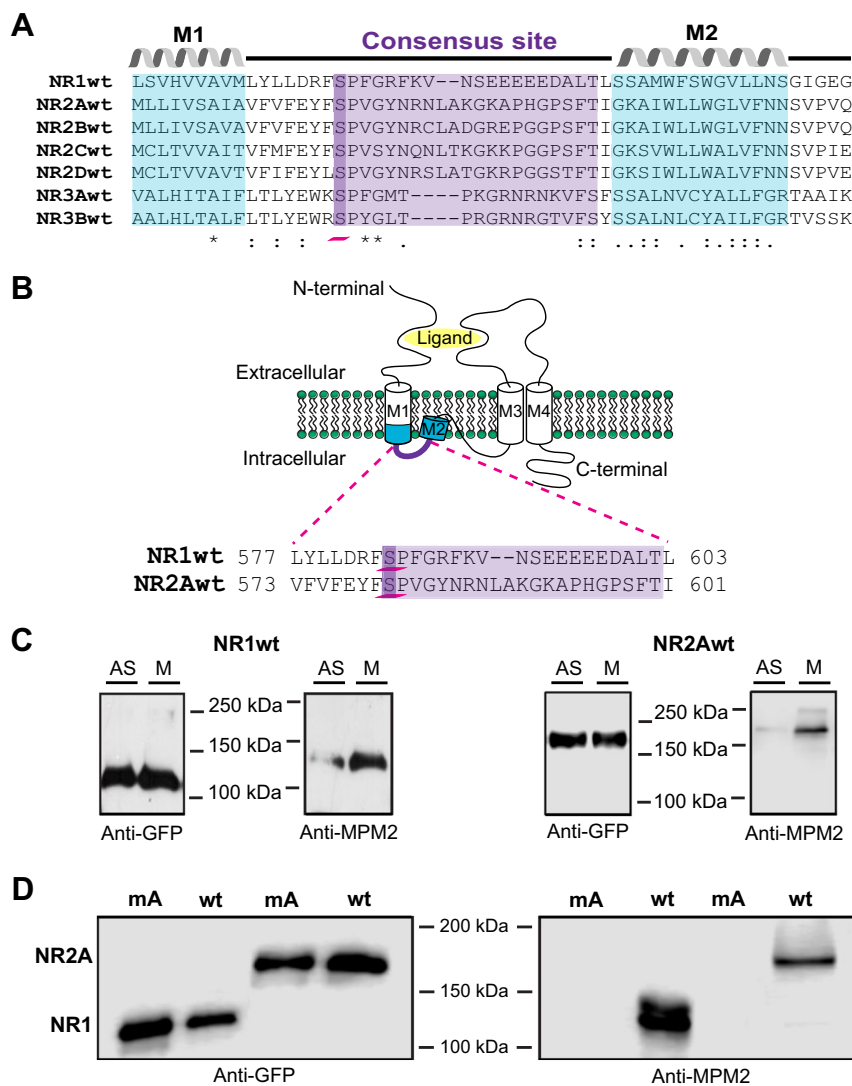 A
M1 Consensus site M2
NR1wt LSVHVVAVMLYLLDRFSPFGRFKV--NSEEEEEDALTLSSAMWFSWGVLLNSGIGEG
NR2Awt MLLIVSAIAVFVFEYFSPVGYNRNLAKGKAPHGPSFTIGKAIWLLWGLVFNNSVPVQ
NR2Bwt MLLIVSAIAVFVFEYFSPVGYNRCLADGREPGGPSFTIGKAIWLLWGLVFNNSVPVQ
NR2Cwt MCLTVVAVTVFMFEYFSPVSYNQNLTKGKKPGGPSFTIGKSVWLLWALVFNNSVPIE
NR2Dwt MCLTVVAVTVFIFEYLSPVGYNRSLATGKRPGGSTFTIGKSIWLLWALVFNNSVPVE
NR3Awt VALHITAIFLTLYEWKSPFGMT----PKGRNRNKVFSFSSALNVCYALLFGRTAAIK
NR3Bwt AALHLTALFLTLYEWRSPYGLT----PRGRNRGTVFSYSSALNLCYAILFGRTVSSK
* : : : ** . :: ..:: : .::::.
B
N-terminal
Ligand
Extracellular
M1 M2 M3 M4
Intracellular
C-terminal
NR1wt 577 LYLLDRFSPFGRFKV--NSEEEEEDALTL 603
NR2Awt 573 VFVFEYFSPVGYNRNLAKGKAPHGPSFTI 601
C
NR1wt NR2Awt
AS M AS M AS M AS M
250 kDa 250 kDa
150 kDa 150 kDa
100 kDa 100 kDa
Anti-GFP Anti-MPM2 Anti-GFP Anti-MPM2
D
mA wt mA wt mA wt mA wt
200 kDa
NR2A
150 kDa
NR1
100 kDa
Anti-GFP Anti-MPM2